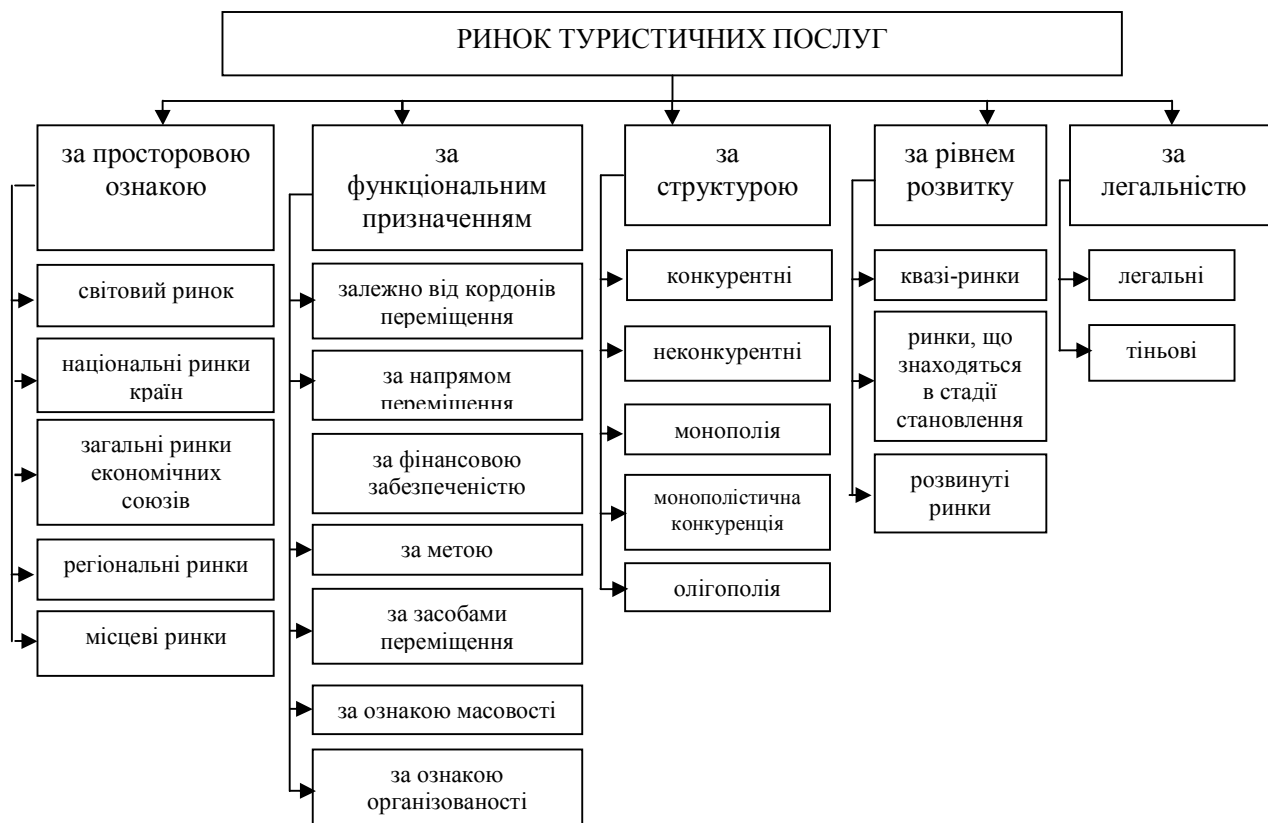 РИНОК ТУРИСТИЧНИХ ПОСЛУГ
за просторовою
ознакою
світовий ринок
національні ринки
країн
загальні ринки
економічних
союзів
регіональні ринки
місцеві ринки
за
функціональним
призначенням
залежно від кордонів
переміщення
за напрямом
переміщення
за фінансовою
забезпеченістю
за метою
за засобами
переміщення
за ознакою масовості
за ознакою
організованості
за
структурою
конкурентні
неконкурентні
монополія
монополістична
конкуренція
олігополія
за рівнем
розвитку
квазі-ринки
ринки, що
знаходяться
в стадії
становлення
розвинуті
ринки
за
легальністю
легальні
тіньові